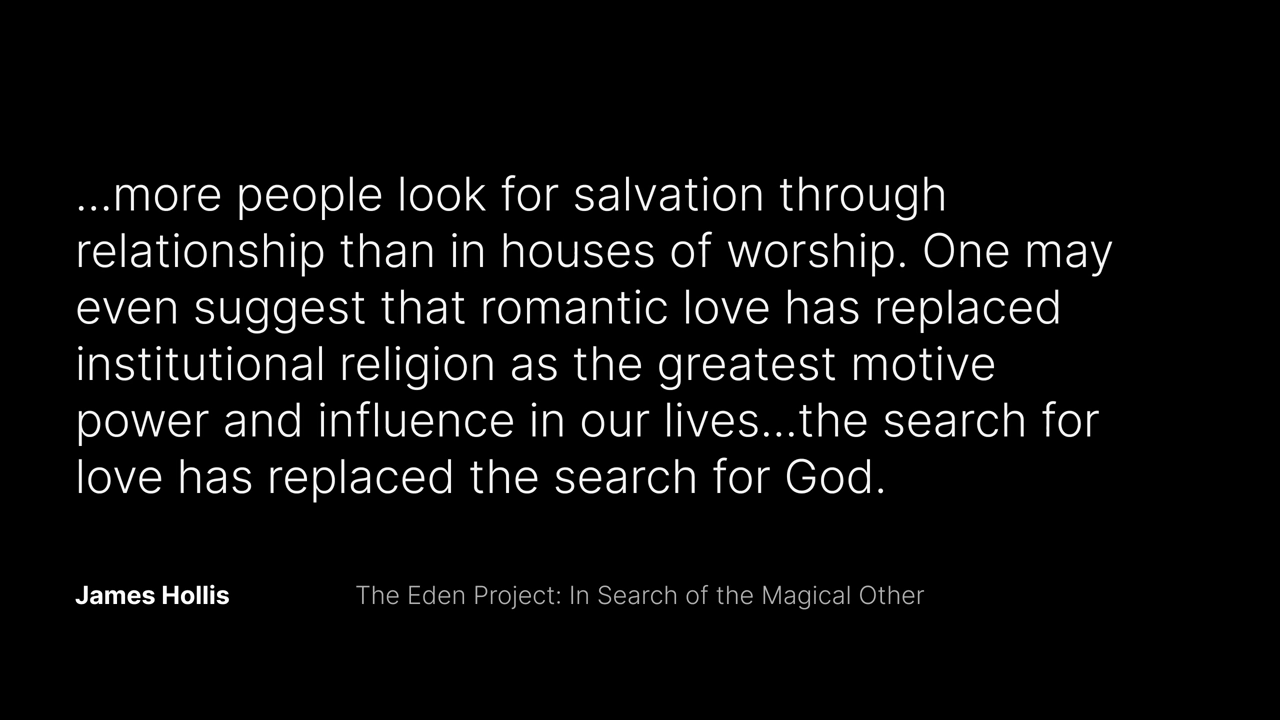 ...more people look for salvation through
relationship than in houses of worship. One may
even suggest that romantic love has replaced
institutional religion as the greatest motive
power and influence in our lives...the search for
love has replaced the search for God.
James Hollis The Eden Project: In Search of the Magical Other